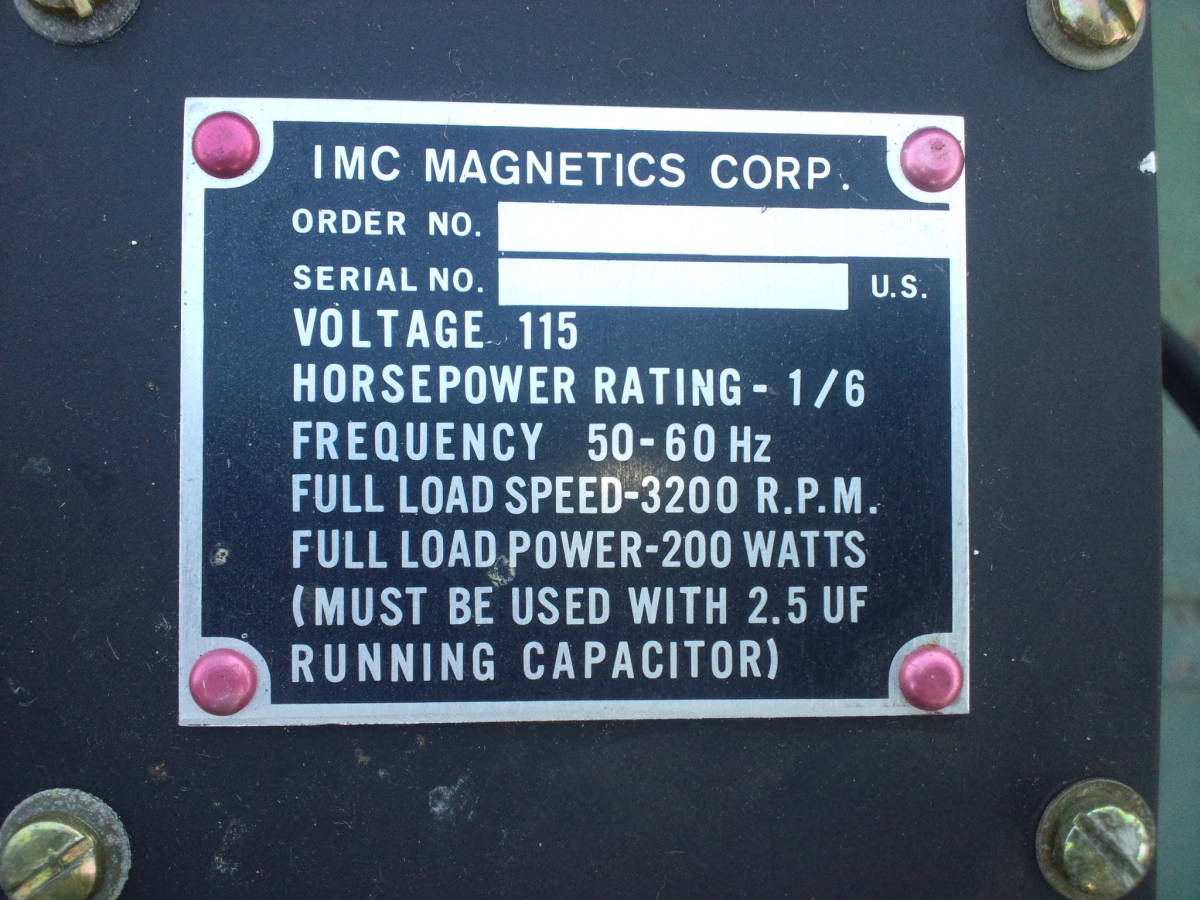 IMC MAGNETICS CORP.
ORDER NO.
SERIAL NO. U.S.
VOLTAGE 115
HORSEPOWER RATING - 1/6
FREQUENCY 50-60 Hz
FULL LOAD SPEED-3200 R.P.M.
FULL LOAD POWER-200 WATTS
(MUST BE USED WITH 2.5 UF
RUNNING CAPACITOR)